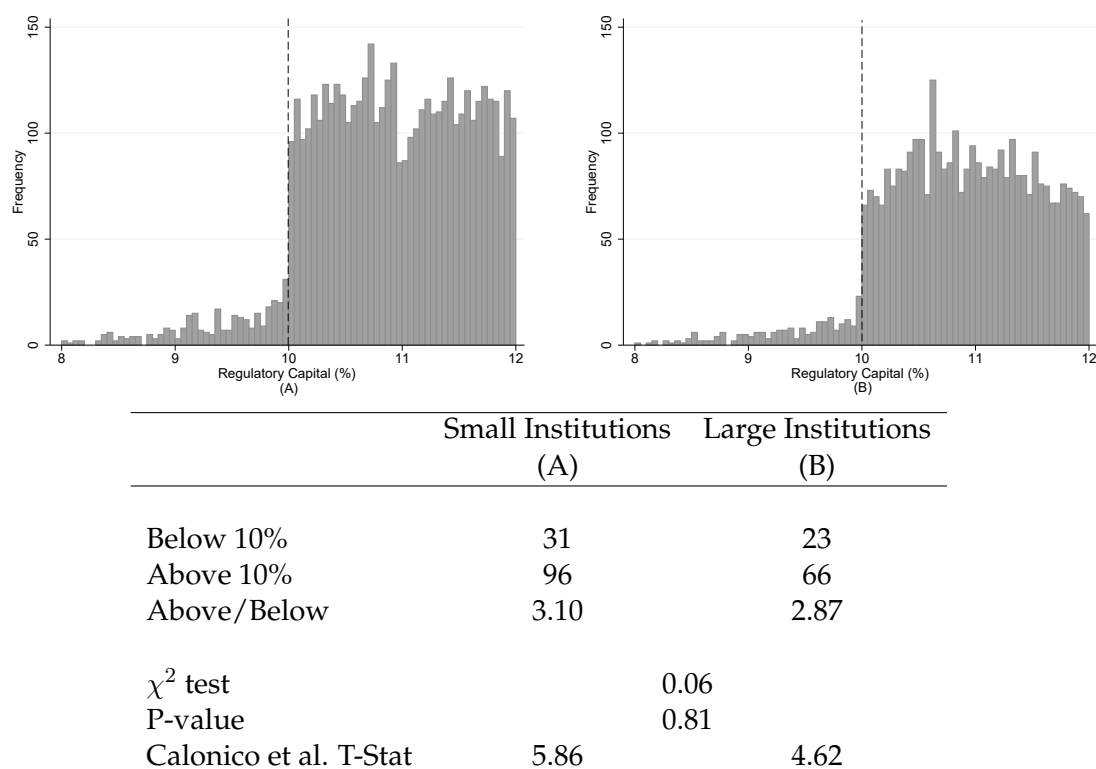 150
100
50
0
Frequency
8 9 10 11 12
Regulatory Capital (%)
(A)
150
100
50
0
Frequency
8 9 10 11 12
Regulatory Capital (%)
(B)
Small Institutions Large Institutions
(A) (B)
Below 10% 31 23
Above 10% 96 66
Above/Below 3.10 2.87
χ² test 0.06
P-value 0.81
Calonico et al. T-Stat 5.86 4.62